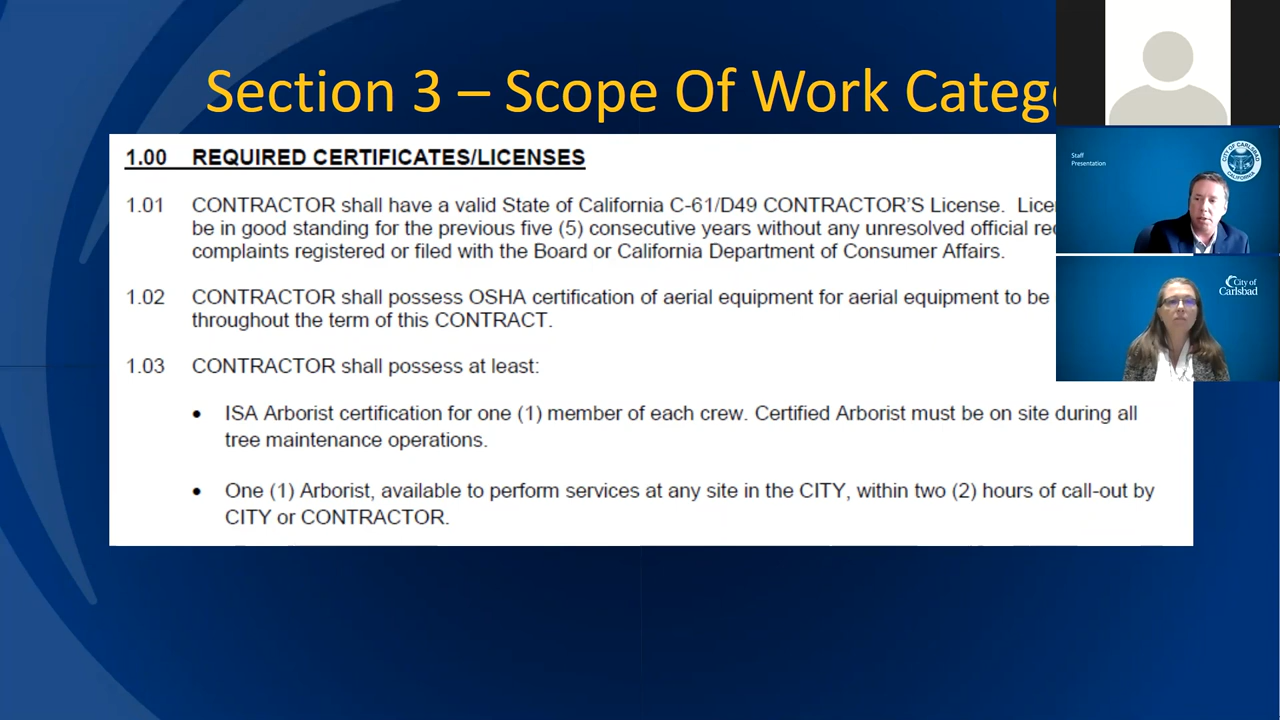 Section 3 – Scope Of Work
1.00 REQUIRED CERTIFICATES/LICENSES
1.01 CONTRACTOR shall have a valid State of California C-61/D49 CONTRACTOR'S License.
be in good standing for the previous five (5) consecutive years without any unresolved official
complaints registered or filed with the Board or California Department of Consumer Affairs.
1.02 CONTRACTOR shall possess OSHA certification of aerial equipment for aerial equipment to be
throughout the term of this CONTRACT.
1.03 CONTRACTOR shall possess at least:
• ISA Arborist certification for one (1) member of each crew. Certified Arborist must be on site during all
tree maintenance operations.
• One (1) Arborist, available to perform services at any site in the CITY, within two (2) hours of call-out by
CITY or CONTRACTOR.
Staff
Presentation
CITY OF CARLSBAD
CALIFORNIA
City of
Carlsbad